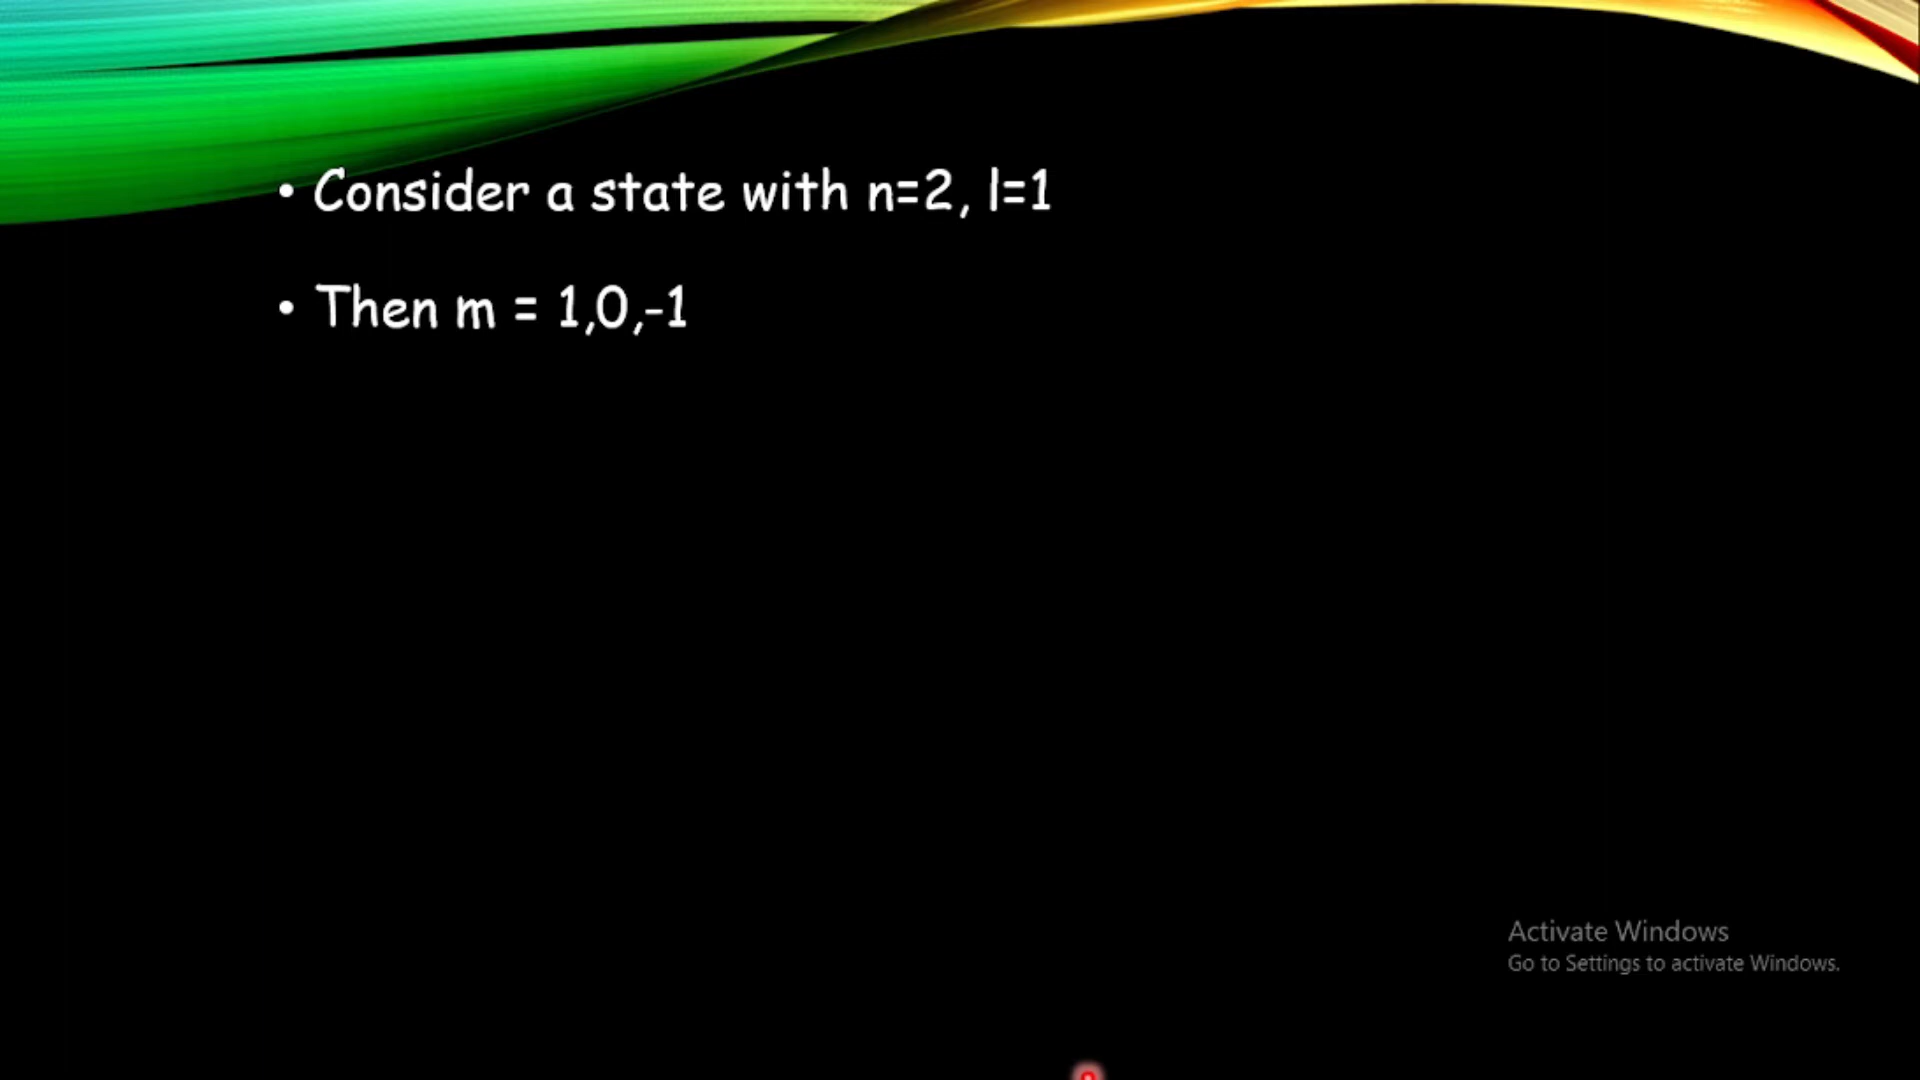 • Consider a state with n=2, l=1
• Then m = 1,0,-1
Activate Windows
Go to Settings to activate Windows.